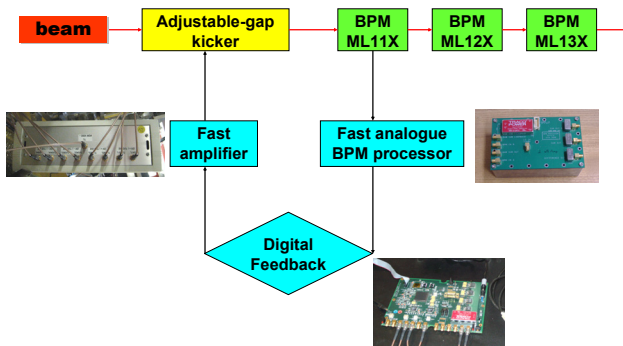 beam
Adjustable-gap
kicker
BPM
ML11X
BPM
ML12X
BPM
ML13X
Fast
amplifier
Fast analogue
BPM processor
Digital
Feedback